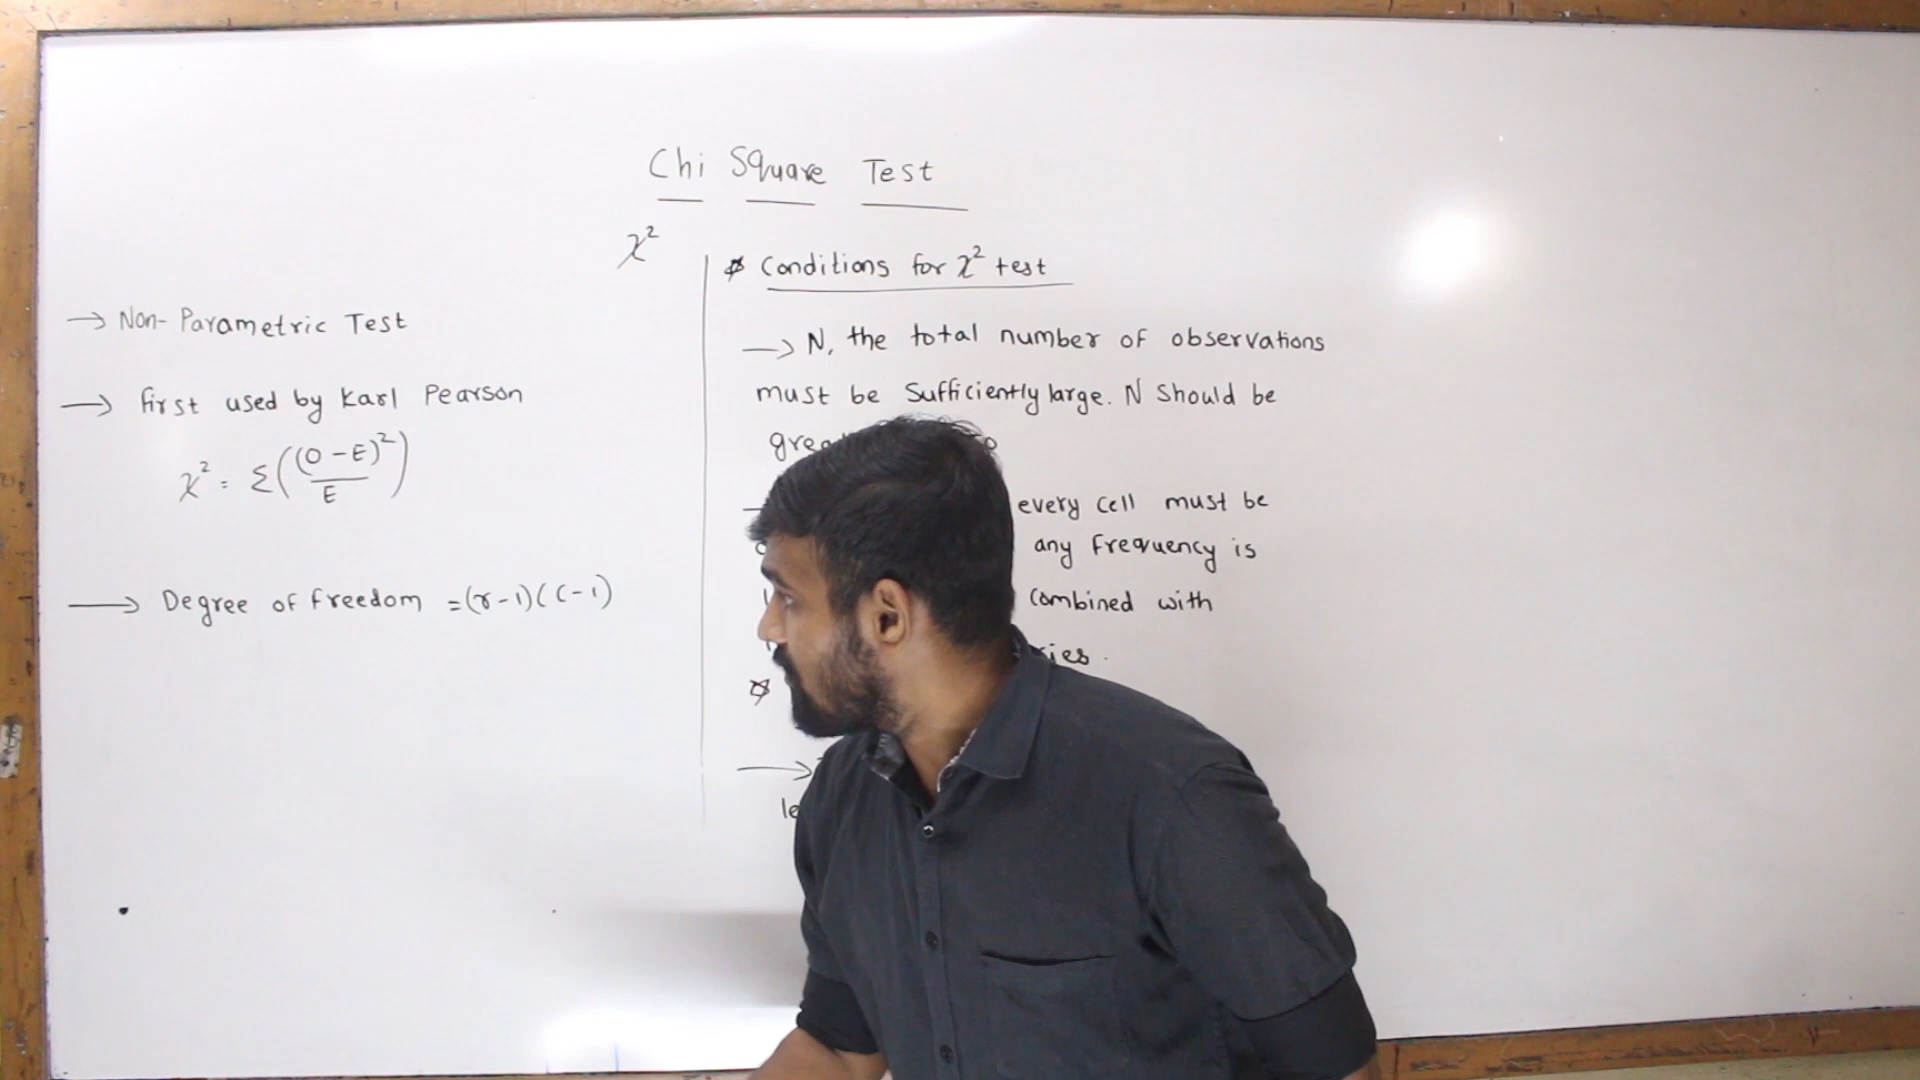 Chi Square Test
χ²
→ Non-Parametric Test
→ first used by Karl Pearson
χ² = Σ((O-E)²/E)
→ Degree of freedom =(r-1)(c-1)
* Conditions for χ² test
→ N, the total number of observations
must be Sufficiently large. N Should be
every cell must be
any frequency is
combined with